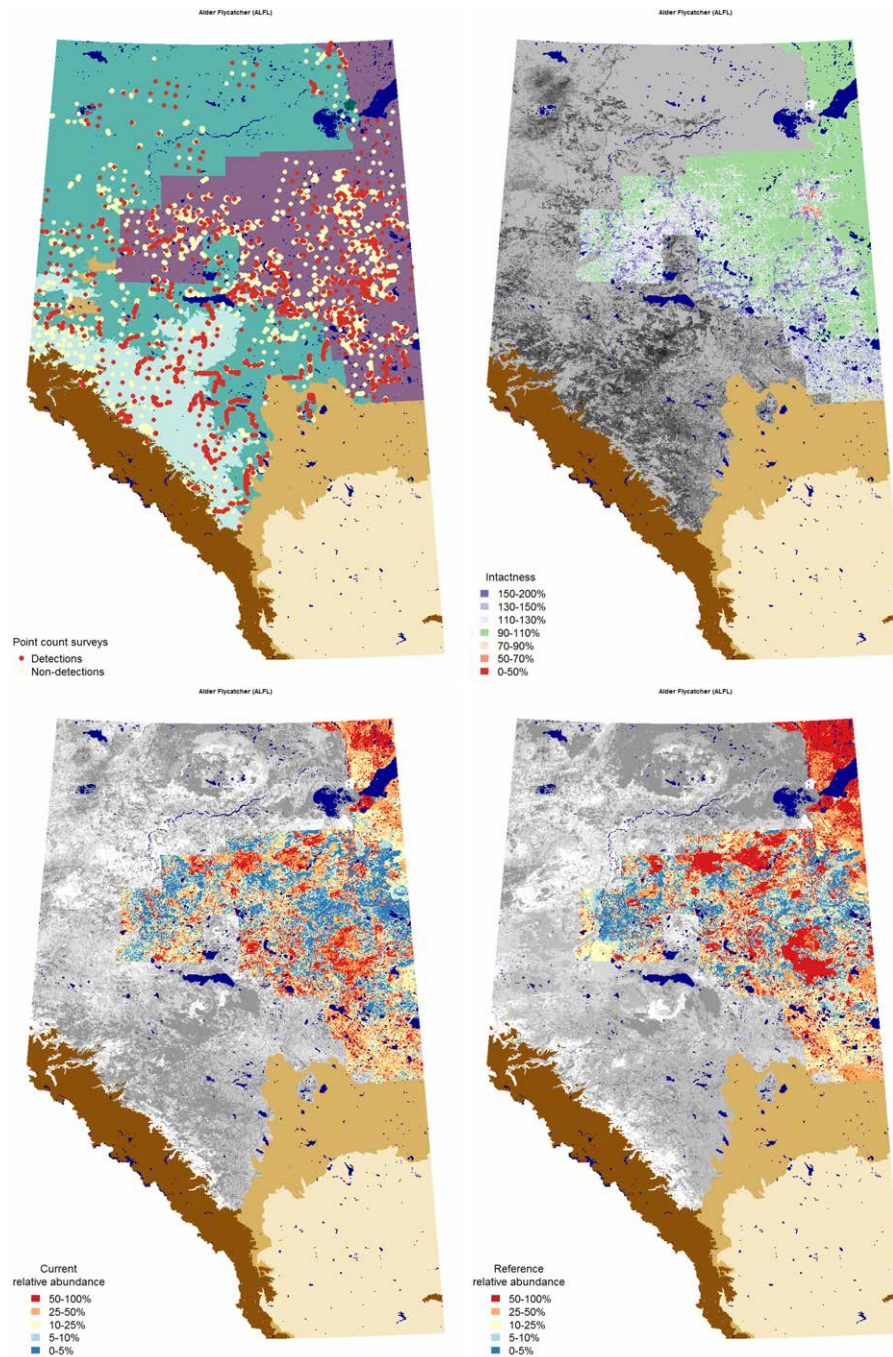 Alder Flycatcher (ALFL)
Point count surveys
Detections
Non-detections
Alder Flycatcher (ALFL)
Intactness
150-200%
130-150%
110-130%
90-110%
70-90%
50-70%
0-50%
Alder Flycatcher (ALFL)
Current
relative abundance
50-100%
25-50%
10-25%
5-10%
0-5%
Alder Flycatcher (ALFL)
Reference
relative abundance
50-100%
25-50%
10-25%
5-10%
0-5%